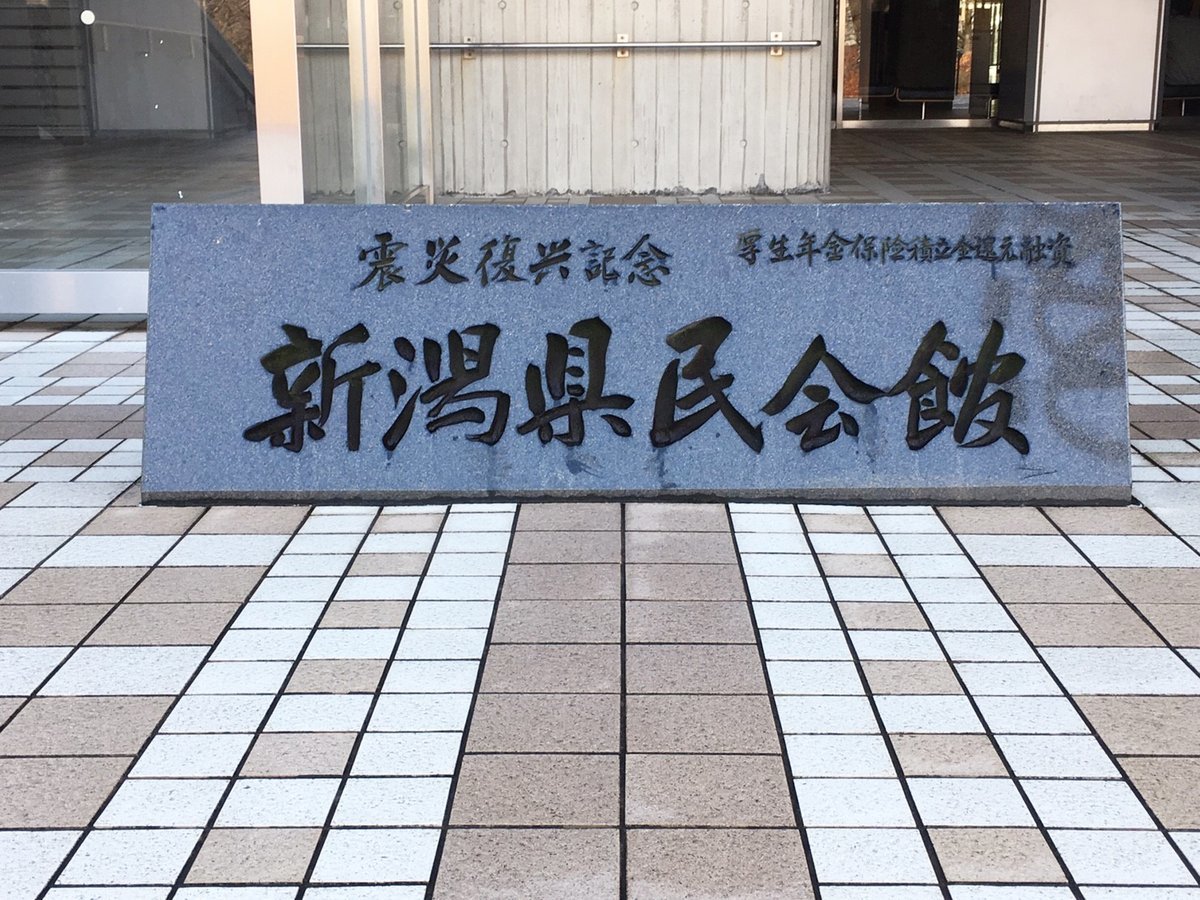 震災復興記念
厚生年金保険積立金還元融資
新潟県民会館